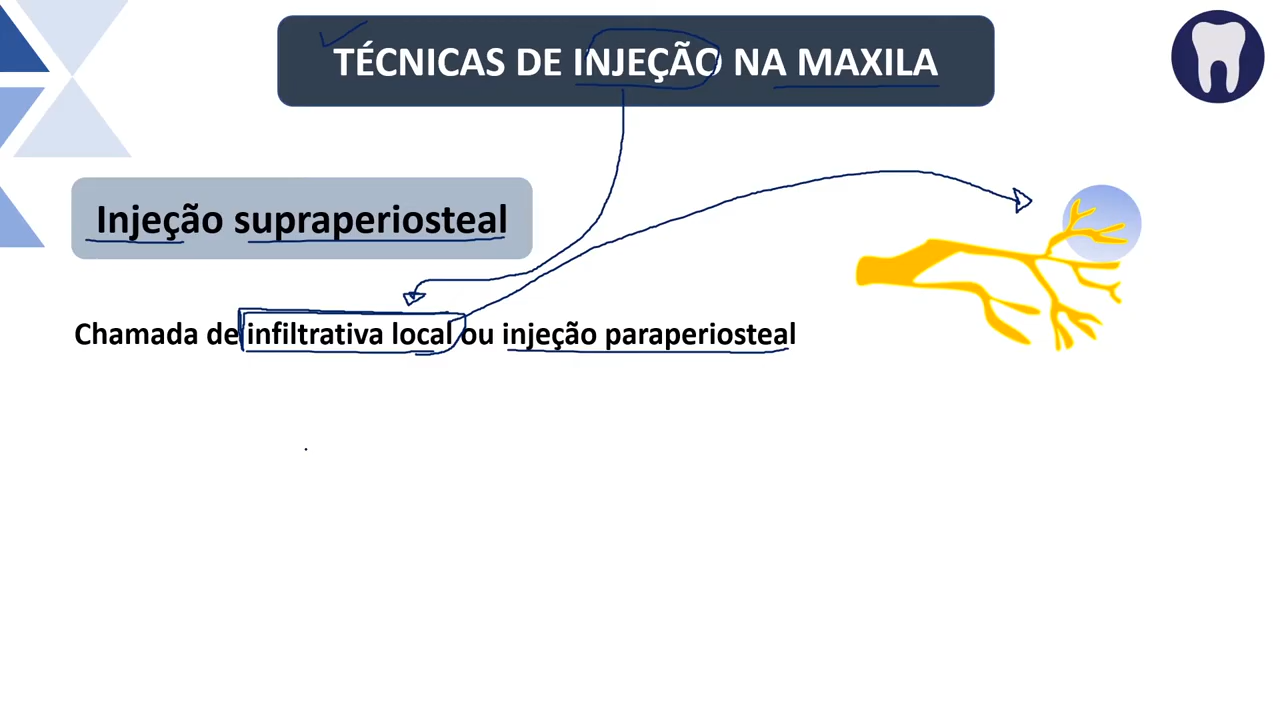 TÉCNICAS DE INJEÇÃO NA MAXILA
Injeção supraperiosteal
Chamada de infiltrativa local ou injeção paraperiosteal